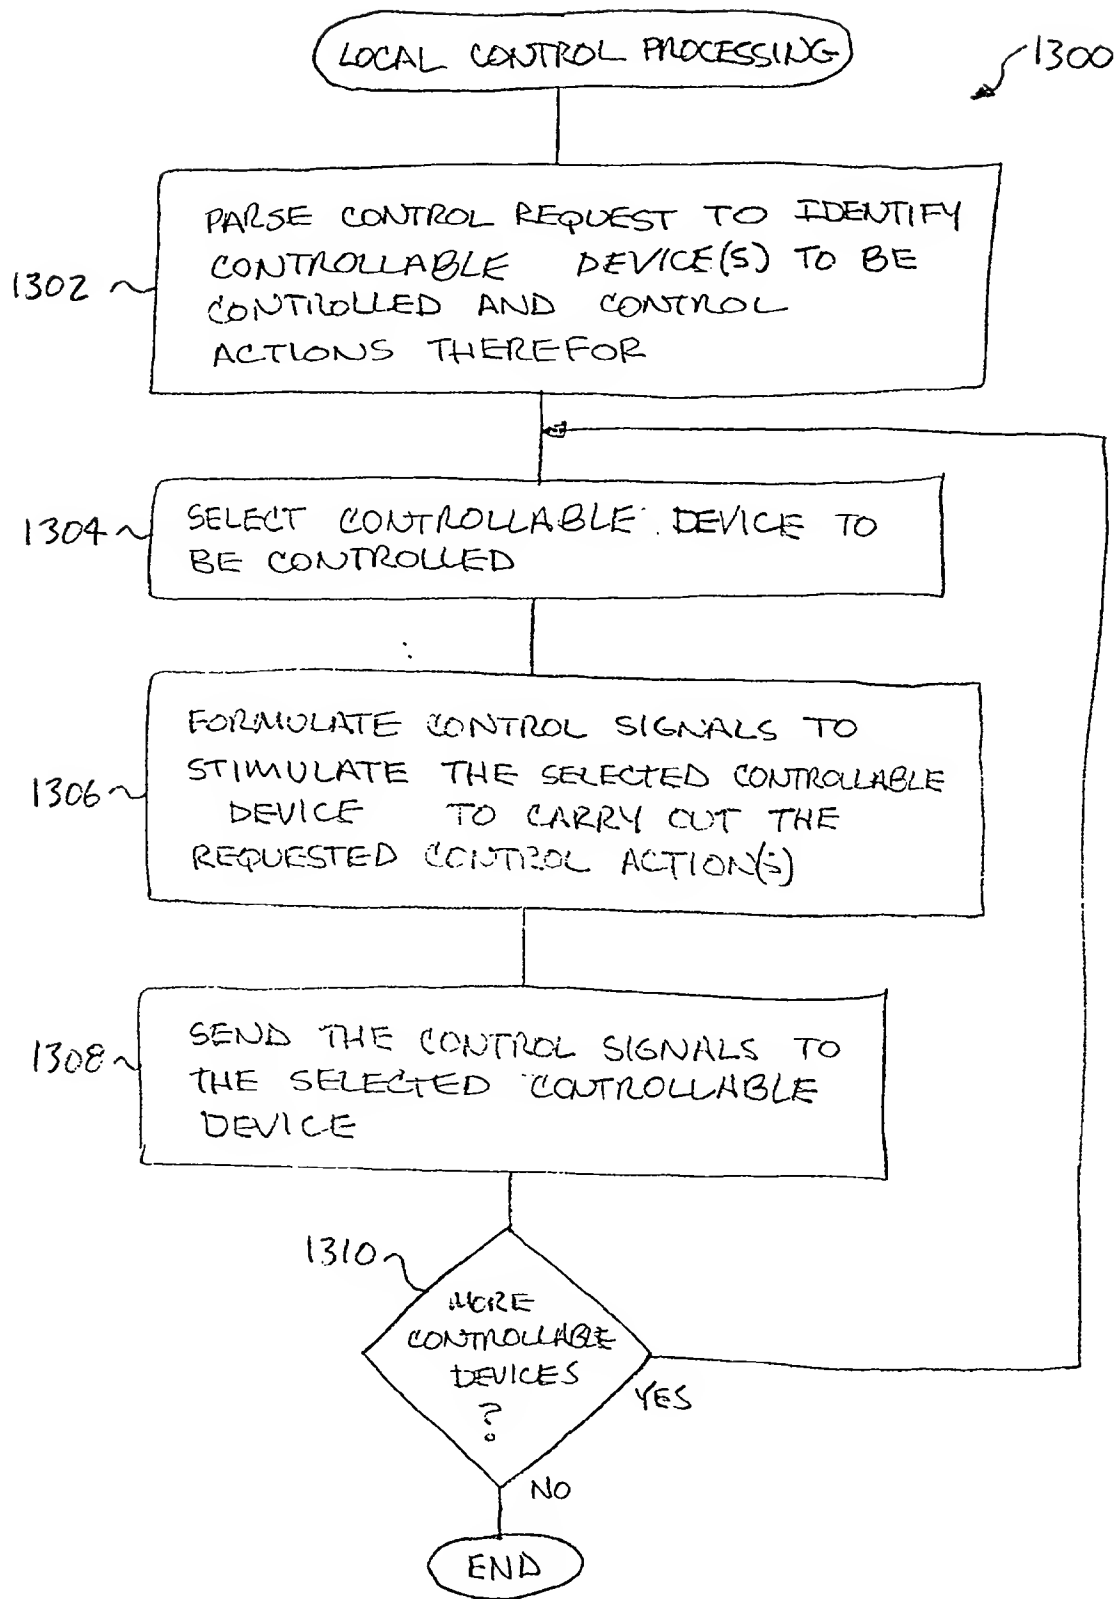 LOCAL CONTROL PROCESSING
1300
PARSE CONTROL REQUEST TO IDENTIFY
CONTROLLABLE DEVICE(S) TO BE
CONTROLLED AND CONTROL
ACTIONS THEREFOR
1302
SELECT CONTROLLABLE DEVICE TO
BE CONTROLLED
1304
FORMULATE CONTROL SIGNALS TO
STIMULATE THE SELECTED CONTROLLABLE
DEVICE TO CARRY OUT THE
REQUESTED CONTROL ACTION(S)
1306
SEND THE CONTROL SIGNALS TO
THE SELECTED CONTROLLABLE
DEVICE
1308
1310
MORE
CONTROLLABLE
DEVICES
?
YES
NO
END